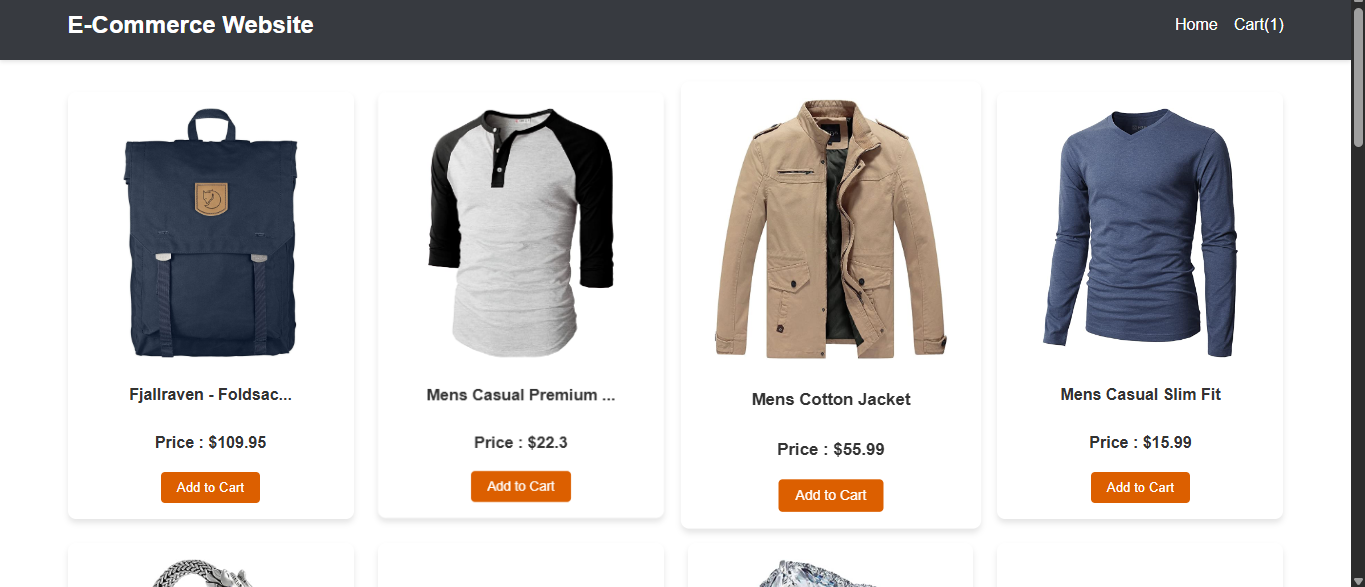 E-Commerce Website
Home Cart(1)
Fjallraven - Foldsac...
Mens Casual Premium ...
Mens Cotton Jacket
Mens Casual Slim Fit
Price : $109.95
Price : $22.3
Price : $55.99
Price : $15.99
Add to Cart
Add to Cart
Add to Cart
Add to Cart